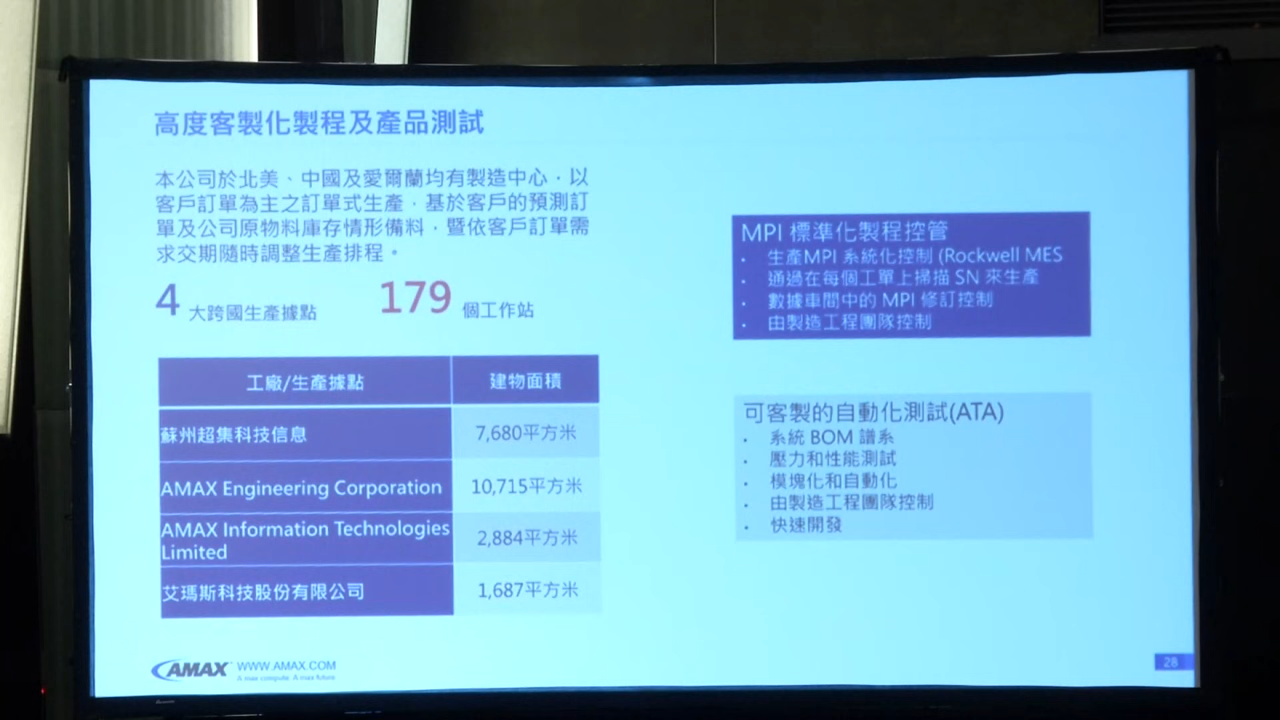 高度客製化製程及產品測試
本公司於北美、中國及愛爾蘭均有製造中心，以
客戶訂單為主之訂單式生產，基於客戶的預測訂
單及公司原物料庫存情形備料，暨依客戶訂單需
求交期隨時調整生產排程。
4 大跨國生產據點 179 個工作站
工廠/生產據點 建物面積
蘇州超集科技信息 7,680平方米
AMAX Engineering Corporation 10,715平方米
AMAX Information Technologies
Limited 2,884平方米
艾瑪斯科技股份有限公司 1,687平方米
MPI 標準化製程控管
• 生產MPI 系統化控制 (Rockwell MES
• 通過在每個工單上掃描 SN 來生產
• 數據車間中的 MPI 修訂控制
• 由製造工程團隊控制
可客製的自動化測試(ATA)
• 系統 BOM 譜系
• 壓力和性能測試
• 模塊化和自動化
• 由製造工程團隊控制
• 快速開發
AMAX WWW.AMAX.COM
A max compute. A max future.
28